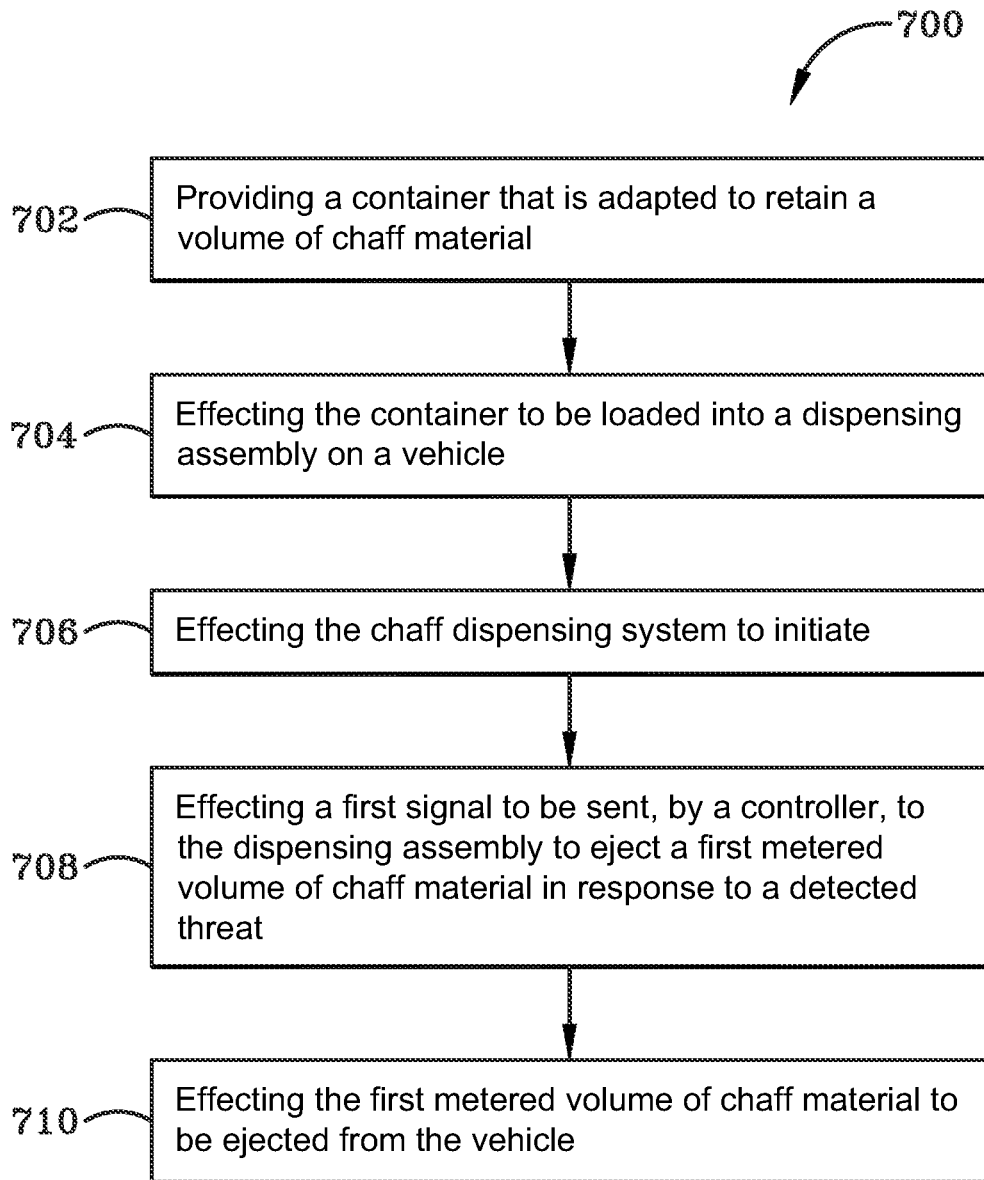 700
702
Providing a container that is adapted to retain a
volume of chaff material
704
Effecting the container to be loaded into a dispensing
assembly on a vehicle
706
Effecting the chaff dispensing system to initiate
708
Effecting a first signal to be sent, by a controller, to
the dispensing assembly to eject a first metered
volume of chaff material in response to a detected
threat
710
Effecting the first metered volume of chaff material to
be ejected from the vehicle